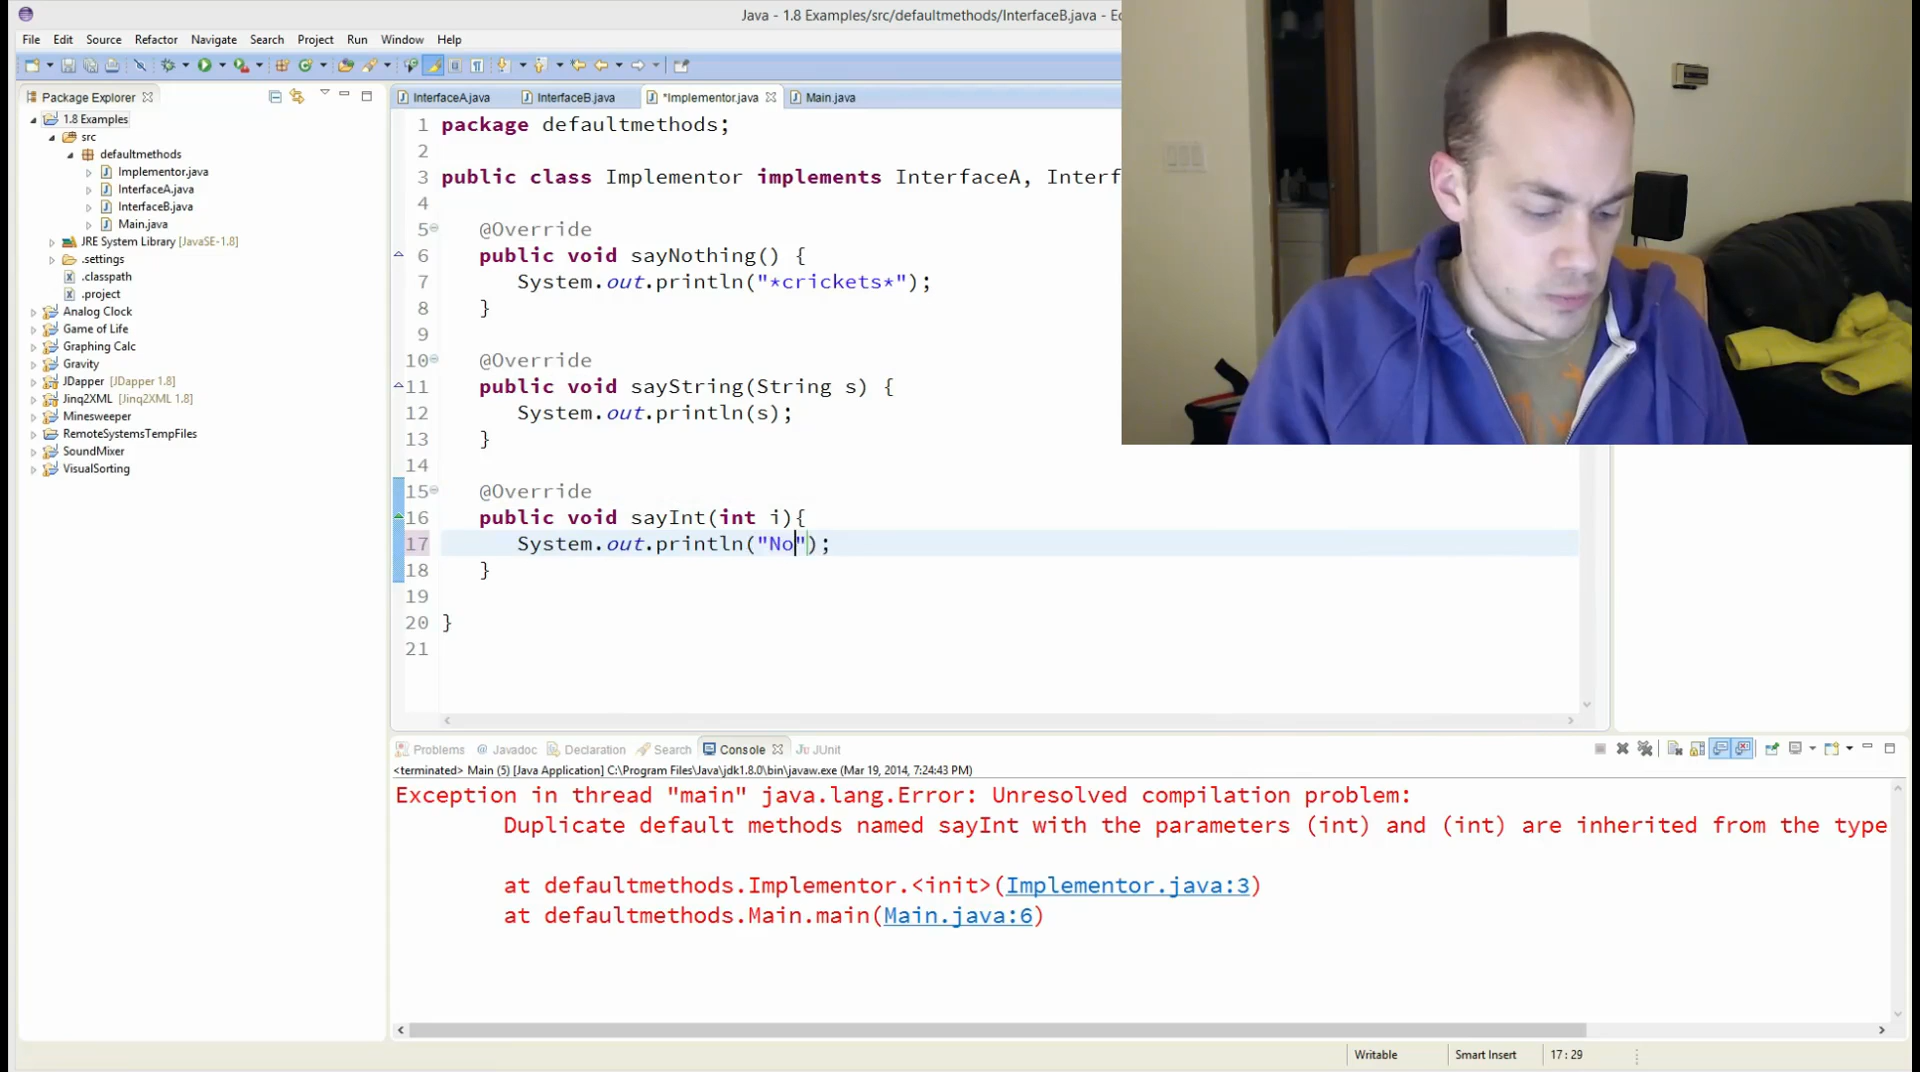 Java - 1.8 Examples/src/defaultmethods/InterfaceB.java - Ec
File Edit Source Refactor Navigate Search Project Run Window Help
Package Explorer
1.8 Examples
src
defaultmethods
Implementor.java
InterfaceA.java
InterfaceB.java
Main.java
JRE System Library [JavaSE-1.8]
.settings
.classpath
.project
Analog Clock
Game of Life
Graphing Calc
Gravity
JDapper [JDapper 1.8]
Jinq2XML [Jinq2XML 1.8]
Minesweeper
RemoteSystemsTempFiles
SoundMixer
VisualSorting
InterfaceA.java InterfaceB.java *Implementor.java Main.java
1 package defaultmethods;
2
3 public class Implementor implements InterfaceA, Interf
4
5 @Override
6 public void sayNothing() {
7 System.out.println("*crickets*");
8 }
9
10 @Override
11 public void sayString(String s) {
12 System.out.println(s);
13 }
14
15 @Override
16 public void sayInt(int i){
17 System.out.println("No");
18 }
19
20 }
21
Problems @ Javadoc Declaration Search Console JUnit
<terminated> Main (5) [Java Application] C:\Program Files\Java\jdk1.8.0\bin\javaw.exe (Mar 19, 2014, 7:24:43 PM)
Exception in thread "main" java.lang.Error: Unresolved compilation problem:
Duplicate default methods named sayInt with the parameters (int) and (int) are inherited from the type
at defaultmethods.Implementor.<init>(Implementor.java:3)
at defaultmethods.Main.main(Main.java:6)
Writable Smart Insert 17 : 29